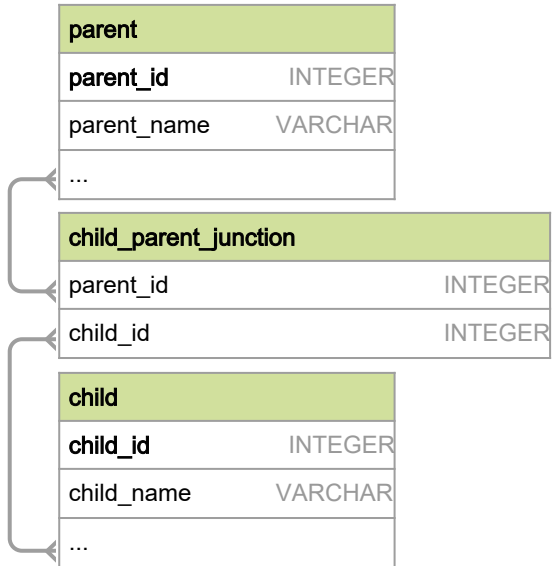 parent
parent_id INTEGER
parent_name VARCHAR
...
child_parent_junction
parent_id INTEGER
child_id INTEGER
child
child_id INTEGER
child_name VARCHAR
...